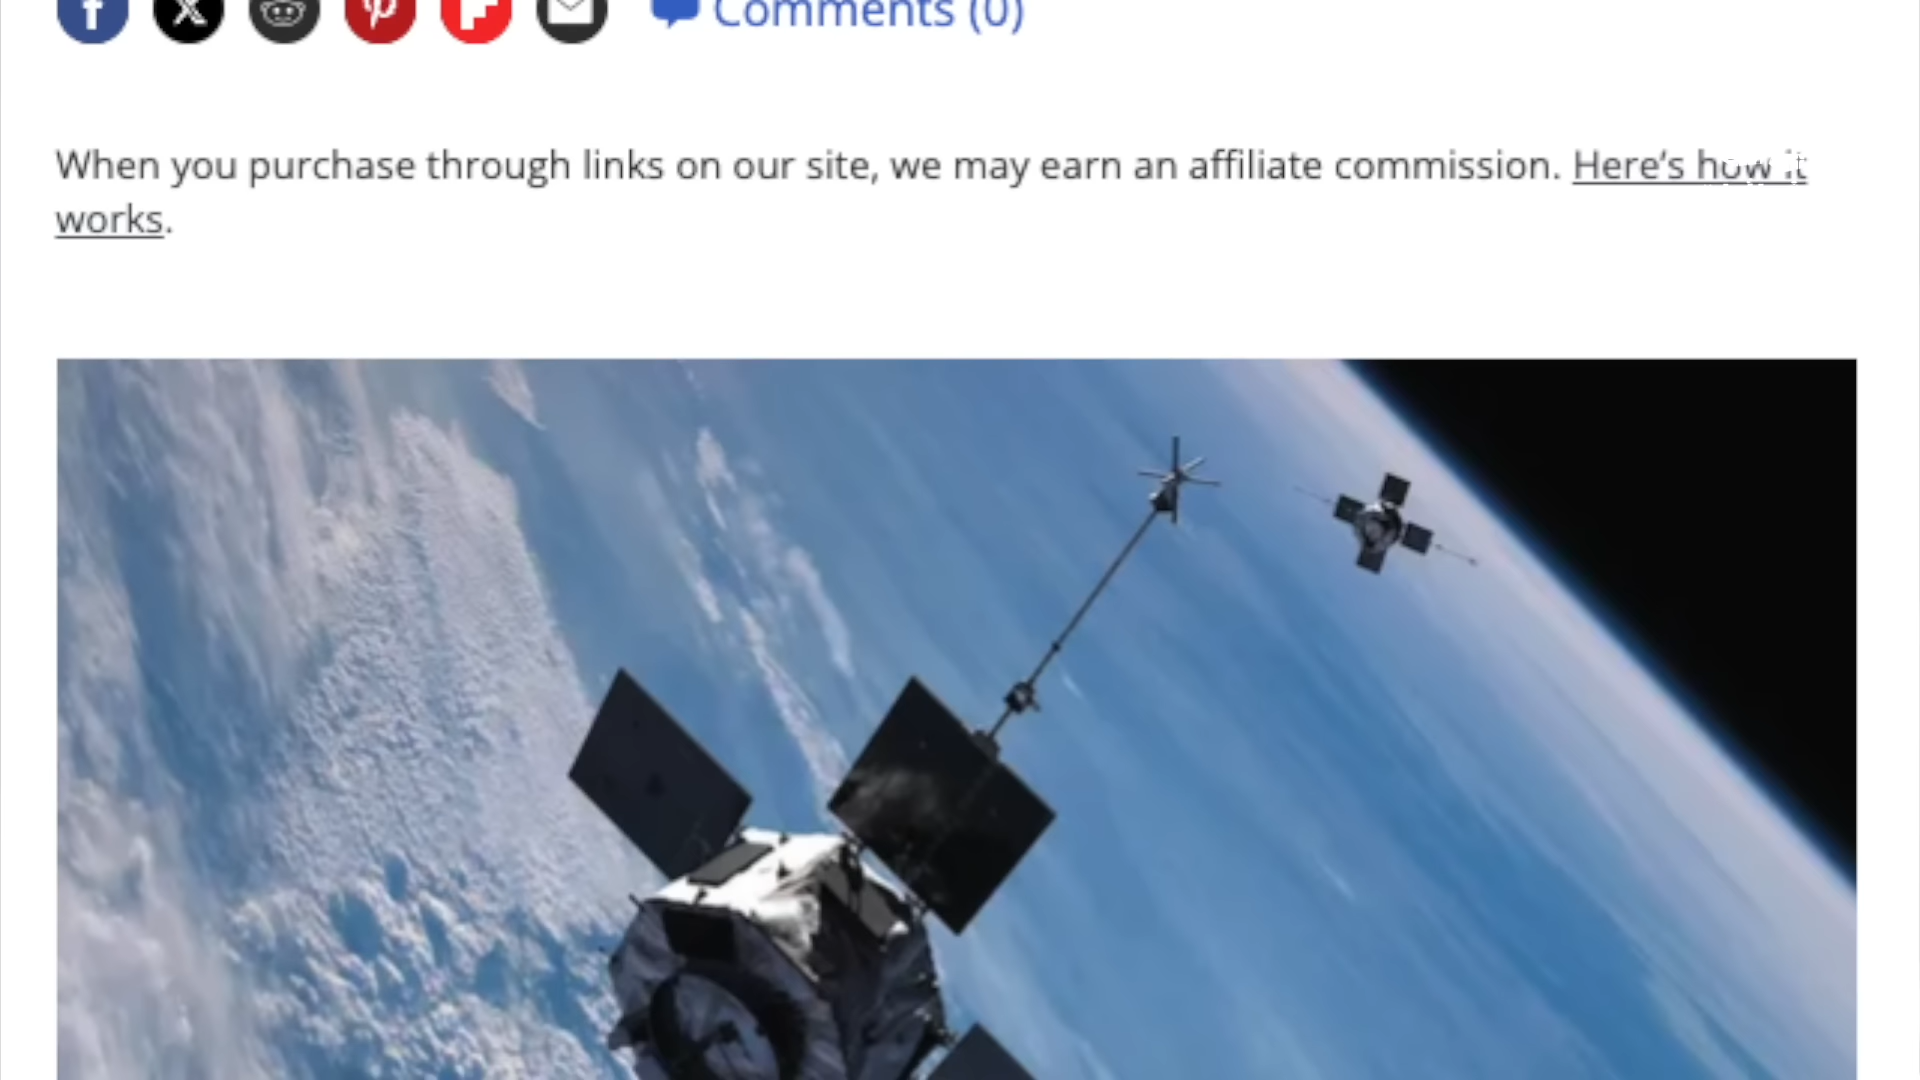 Comments (0)
When you purchase through links on our site, we may earn an affiliate commission. Here’s how it
works.